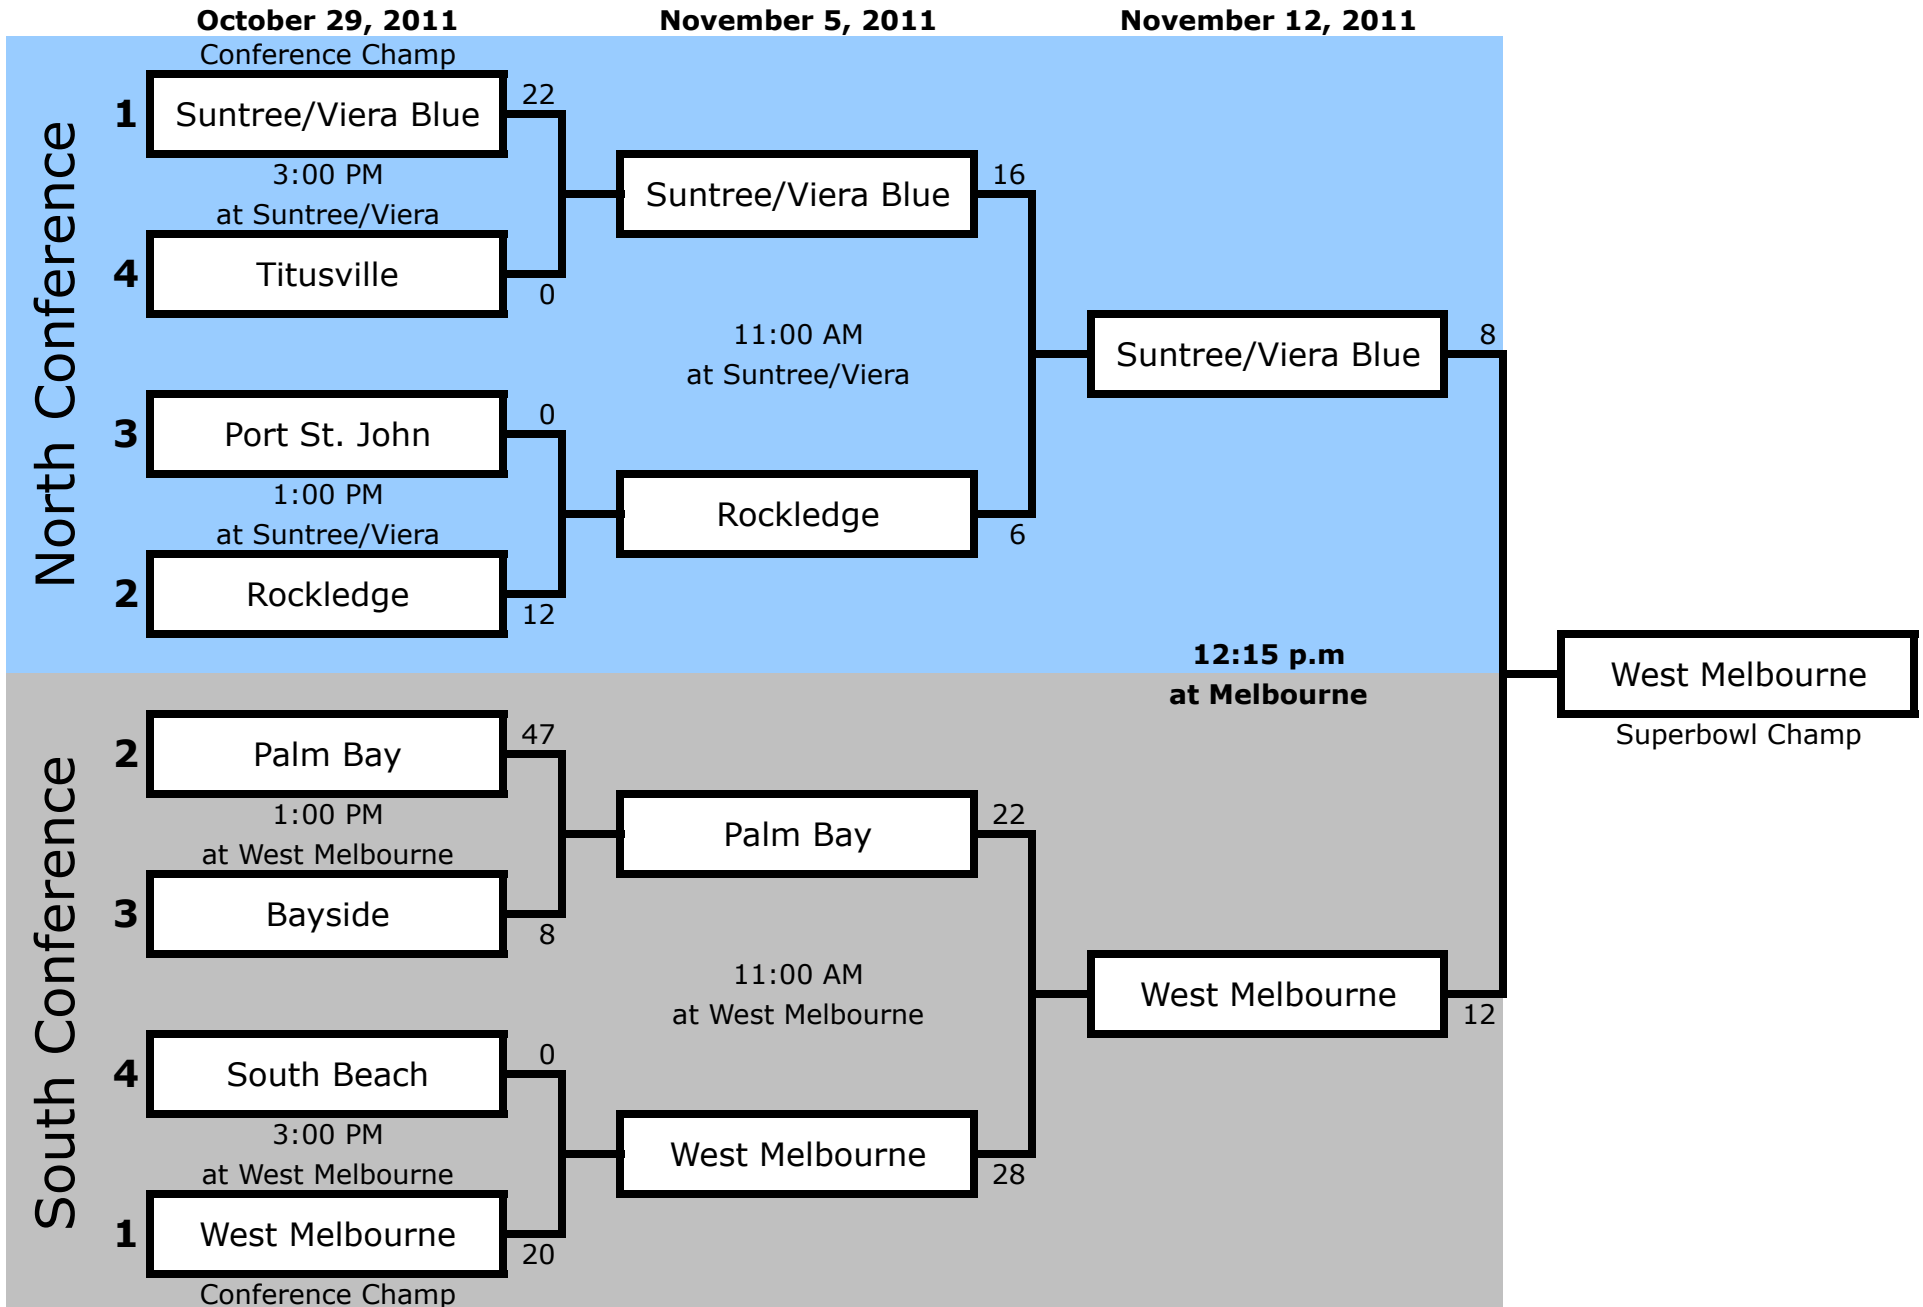 October 29, 2011
November 5, 2011
November 12, 2011
North Conference
Conference Champ
1
Suntree/Viera Blue
22
3:00 PM
at Suntree/Viera
4
Titusville
0
3
Port St. John
0
1:00 PM
at Suntree/Viera
2
Rockledge
12
Suntree/Viera Blue
16
11:00 AM
at Suntree/Viera
Rockledge
6
Suntree/Viera Blue
8
12:15 p.m
at Melbourne
South Conference
2
Palm Bay
47
1:00 PM
at West Melbourne
3
Bayside
8
4
South Beach
0
3:00 PM
at West Melbourne
1
West Melbourne
20
Conference Champ
Palm Bay
22
11:00 AM
at West Melbourne
West Melbourne
28
West Melbourne
12
West Melbourne
Superbowl Champ